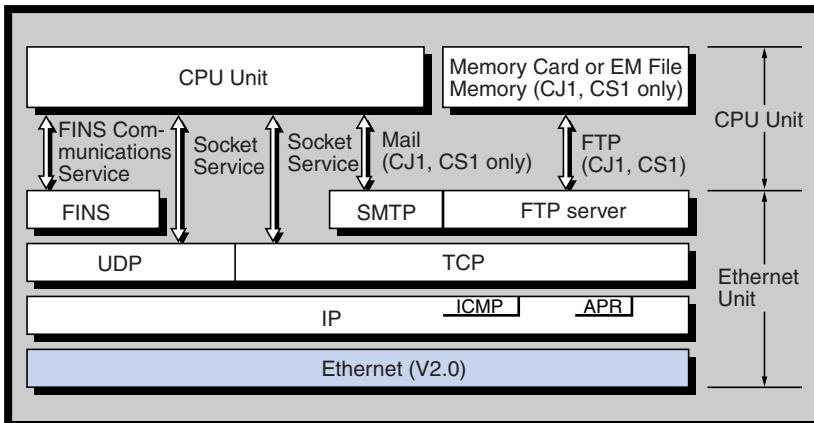 CPU Unit
Memory Card or EM File
Memory (CJ1, CS1 only)
CPU Unit
FINS Com-
munications
Service
Socket
Service
Socket
Service
Mail
(CJ1, CS1 only)
FTP
(CJ1, CS1)
FINS
SMTP
FTP server
UDP
TCP
Ethernet
Unit
ICMP
APR
IP
Ethernet (V2.0)